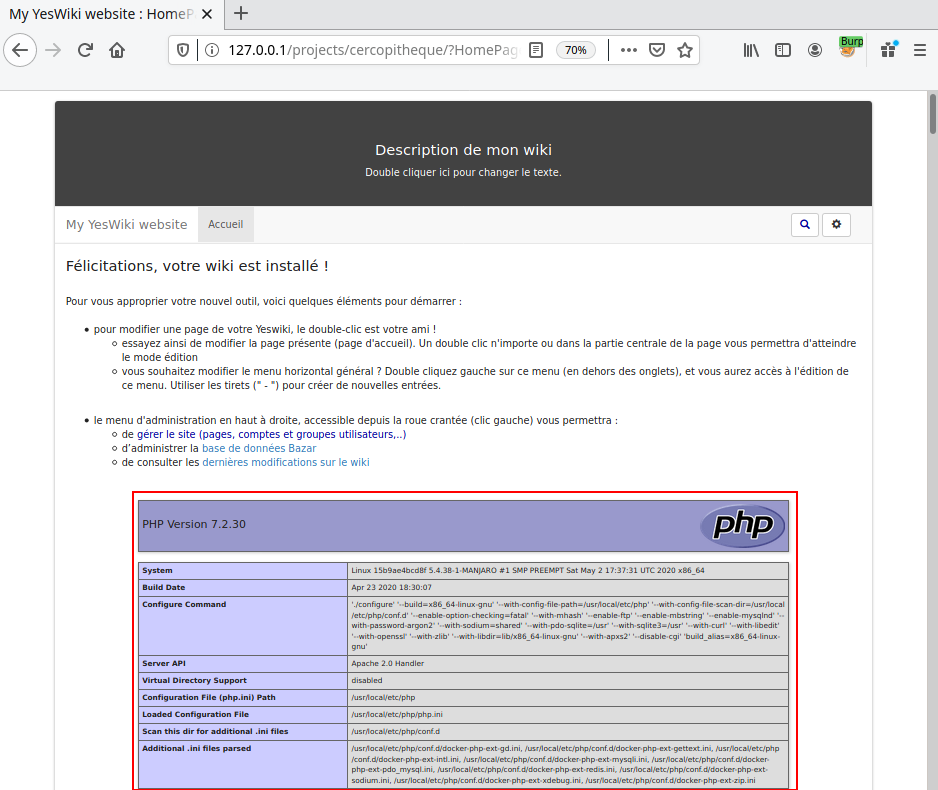 My YesWiki website : HomeP
127.0.0.1/projects/cercopitheque/?HomePag
70%
Burp
Description de mon wiki
Double cliquer ici pour changer le texte.
My YesWiki website
Accueil
Félicitations, votre wiki est installé !
Pour vous approprier votre nouvel outil, voici quelques éléments pour démarrer :
pour modifier une page de votre Yeswiki, le double-clic est votre ami !
essayez ainsi de modifier la page présente (page d'accueil). Un double clic n'importe ou dans la partie centrale de la page vous permettra d'atteindre
le mode édition
vous souhaitez modifier le menu horizontal général ? Double cliquez gauche sur ce menu (en dehors des onglets), et vous aurez accès à l'édition de
ce menu. Utiliser les tirets (" - ") pour créer de nouvelles entrées.
le menu d'administration en haut à droite, accessible depuis la roue crantée (clic gauche) vous permettra :
de gérer le site (pages, comptes et groupes utilisateurs,..)
d'administrer la base de données Bazar
de consulter les dernières modifications sur le wiki
PHP Version 7.2.30
php
System Linux 15b9ae4bcd8f 5.4.38-1-MANJARO #1 SMP PREEMPT Sat May 2 17:37:31 UTC 2020 x86_64
Build Date Apr 23 2020 18:30:07
Configure Command './configure' '--build=x86_64-linux-gnu' '--with-config-file-path=/usr/local/etc/php' '--with-config-file-scan-dir=/usr/local
/etc/php/conf.d' '--enable-option-checking=fatal' '--with-mhash' '--enable-ftp' '--enable-mbstring' '--enable-mysqlnd' '--
with-password-argon2' '--with-sodium=shared' '--with-pdo-sqlite=/usr' '--with-sqlite3=/usr' '--with-curl' '--with-libedit'
'--with-openssl' '--with-zlib' '--with-libdir=lib/x86_64-linux-gnu' '--with-apxs2' '--disable-cgi' 'build_alias=x86_64-linux-
gnu'
Server API Apache 2.0 Handler
Virtual Directory Support disabled
Configuration File (php.ini) Path /usr/local/etc/php
Loaded Configuration File /usr/local/etc/php/php.ini
Scan this dir for additional .ini files /usr/local/etc/php/conf.d
Additional .ini files parsed /usr/local/etc/php/conf.d/docker-php-ext-gd.ini, /usr/local/etc/php/conf.d/docker-php-ext-gettext.ini, /usr/local/etc/php
/conf.d/docker-php-ext-intl.ini, /usr/local/etc/php/conf.d/docker-php-ext-mysqli.ini, /usr/local/etc/php/conf.d/docker-
php-ext-pdo_mysql.ini, /usr/local/etc/php/conf.d/docker-php-ext-redis.ini, /usr/local/etc/php/conf.d/docker-php-ext-
sodium.ini, /usr/local/etc/php/conf.d/docker-php-ext-xdebug.ini, /usr/local/etc/php/conf.d/docker-php-ext-zip.ini